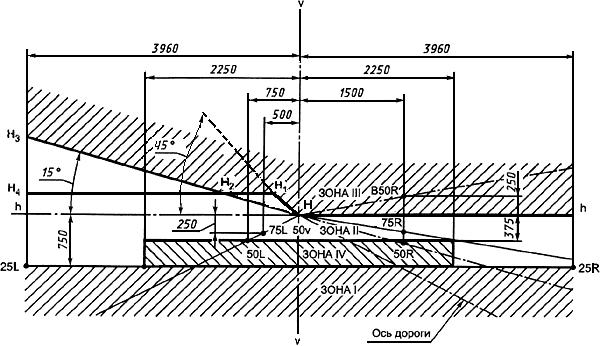 v
3960 3960
2250 2250
750 1500
500
45°
H₃
15°
H₂ H₁
ЗОНА III B50R
250
H₄
h H h
750 250 75L 50v ЗОНА II 75R 375
50L ЗОНА IV 50R
25L 25R
ЗОНА I
Ось дороги
v